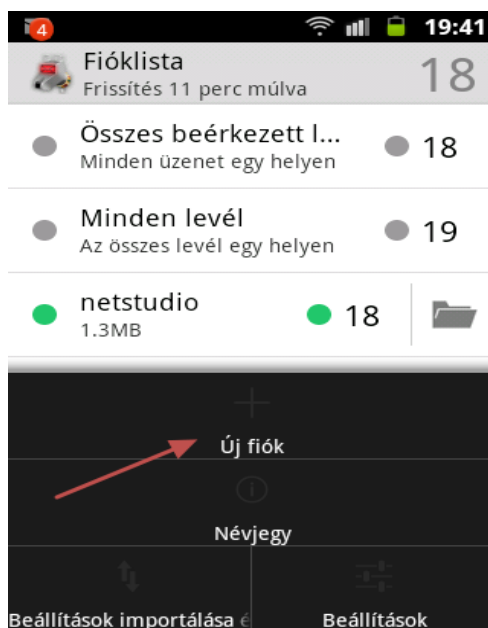 4
19:41
Fióklista
Frissítés 11 perc múlva
18
Összes beérkezett l...
Minden üzenet egy helyen
18
Minden levél
Az összes levél egy helyen
19
netstudio
1.3MB
18
Új fiók
Névjegy
Beállítások importálása é
Beállítások